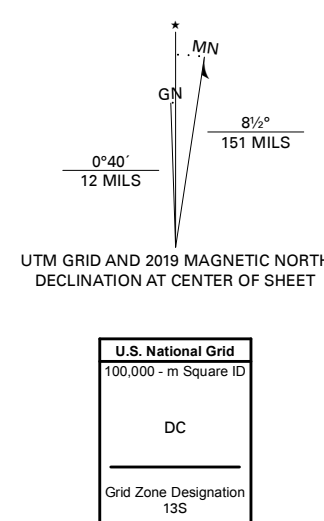 ★
MN
GN
8½°
151 MILS
0°40´
12 MILS
UTM GRID AND 2019 MAGNETIC NORTH
DECLINATION AT CENTER OF SHEET
U.S. National Grid
100,000 - m Square ID
DC
Grid Zone Designation
13S